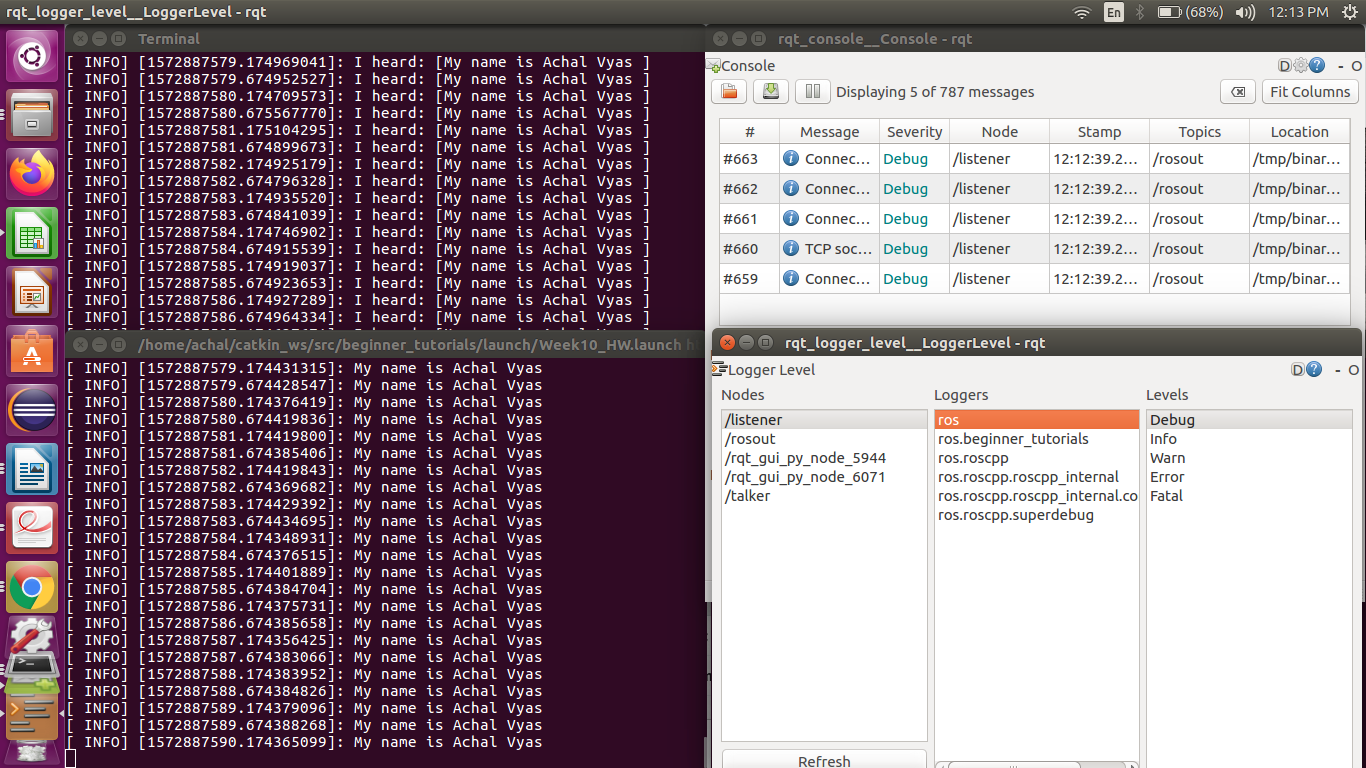 rqt_logger_level__LoggerLevel - rqt
En
(68%)
12:13 PM
Terminal
[ INFO] [1572887579.174969041]: I heard: [My name is Achal Vyas ]
[ INFO] [1572887579.674952527]: I heard: [My name is Achal Vyas ]
[ INFO] [1572887580.174709573]: I heard: [My name is Achal Vyas ]
[ INFO] [1572887580.675567770]: I heard: [My name is Achal Vyas ]
[ INFO] [1572887581.175104295]: I heard: [My name is Achal Vyas ]
[ INFO] [1572887581.674899673]: I heard: [My name is Achal Vyas ]
[ INFO] [1572887582.174925179]: I heard: [My name is Achal Vyas ]
[ INFO] [1572887582.674796328]: I heard: [My name is Achal Vyas ]
[ INFO] [1572887583.174935520]: I heard: [My name is Achal Vyas ]
[ INFO] [1572887583.674841039]: I heard: [My name is Achal Vyas ]
[ INFO] [1572887584.174746902]: I heard: [My name is Achal Vyas ]
[ INFO] [1572887584.674915539]: I heard: [My name is Achal Vyas ]
[ INFO] [1572887585.174919037]: I heard: [My name is Achal Vyas ]
[ INFO] [1572887585.674923653]: I heard: [My name is Achal Vyas ]
[ INFO] [1572887586.174927289]: I heard: [My name is Achal Vyas ]
[ INFO] [1572887586.674964334]: I heard: [My name is Achal Vyas ]
/home/achal/catkin_ws/src/beginner_tutorials/launch/Week10_HW.launch h
[ INFO] [1572887579.174431315]: My name is Achal Vyas
[ INFO] [1572887579.674428547]: My name is Achal Vyas
[ INFO] [1572887580.174376419]: My name is Achal Vyas
[ INFO] [1572887580.674419836]: My name is Achal Vyas
[ INFO] [1572887581.174419800]: My name is Achal Vyas
[ INFO] [1572887581.674385406]: My name is Achal Vyas
[ INFO] [1572887582.174419843]: My name is Achal Vyas
[ INFO] [1572887582.674369682]: My name is Achal Vyas
[ INFO] [1572887583.174429392]: My name is Achal Vyas
[ INFO] [1572887583.674434695]: My name is Achal Vyas
[ INFO] [1572887584.174348931]: My name is Achal Vyas
[ INFO] [1572887584.674376515]: My name is Achal Vyas
[ INFO] [1572887585.174401889]: My name is Achal Vyas
[ INFO] [1572887585.674384704]: My name is Achal Vyas
[ INFO] [1572887586.174375731]: My name is Achal Vyas
[ INFO] [1572887586.674385658]: My name is Achal Vyas
[ INFO] [1572887587.174356425]: My name is Achal Vyas
[ INFO] [1572887587.674383066]: My name is Achal Vyas
[ INFO] [1572887588.174383952]: My name is Achal Vyas
[ INFO] [1572887588.674384826]: My name is Achal Vyas
[ INFO] [1572887589.174379096]: My name is Achal Vyas
[ INFO] [1572887589.674388268]: My name is Achal Vyas
[ INFO] [1572887590.174365099]: My name is Achal Vyas
rqt_console__Console - rqt
Console
D ? - O
Displaying 5 of 787 messages
Fit Columns
# Message Severity Node Stamp Topics Location
#663 Connec... Debug /listener 12:12:39.2... /rosout /tmp/binar...
#662 Connec... Debug /listener 12:12:39.2... /rosout /tmp/binar...
#661 Connec... Debug /listener 12:12:39.2... /rosout /tmp/binar...
#660 TCP soc... Debug /listener 12:12:39.2... /rosout /tmp/binar...
#659 Connec... Debug /listener 12:12:39.2... /rosout /tmp/binar...
rqt_logger_level__LoggerLevel - rqt
Logger Level
D ? - O
Nodes
/listener
/rosout
/rqt_gui_py_node_5944
/rqt_gui_py_node_6071
/talker
Refresh
Loggers
ros
ros.beginner_tutorials
ros.roscpp
ros.roscpp.roscpp_internal
ros.roscpp.roscpp_internal.co
ros.roscpp.superdebug
Levels
Debug
Info
Warn
Error
Fatal